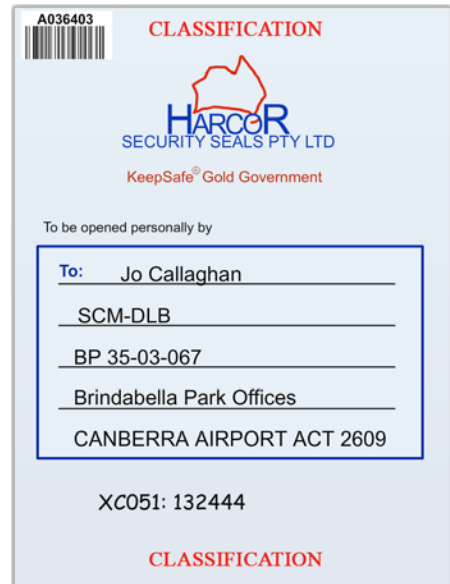 A036403
CLASSIFICATION
HARCOR
SECURITY SEALS PTY LTD
KeepSafe® Gold Government
To be opened personally by
To: Jo Callaghan
SCM-DLB
BP 35-03-067
Brindabella Park Offices
CANBERRA AIRPORT ACT 2609
XC051: 132444
CLASSIFICATION